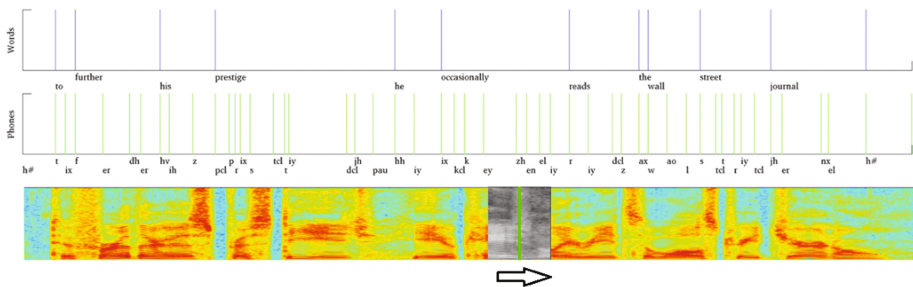 Words
further prestige occasionally the street
to his he reads wall journal
Phones
t f dh hv z p ix tcl iy jh hh ix k zh el r dcl ax ao s t iy jh nx h#
h# ix er er ih pcl r s t dcl pau iy kcl ey en iy iy z w l tcl r tcl er el